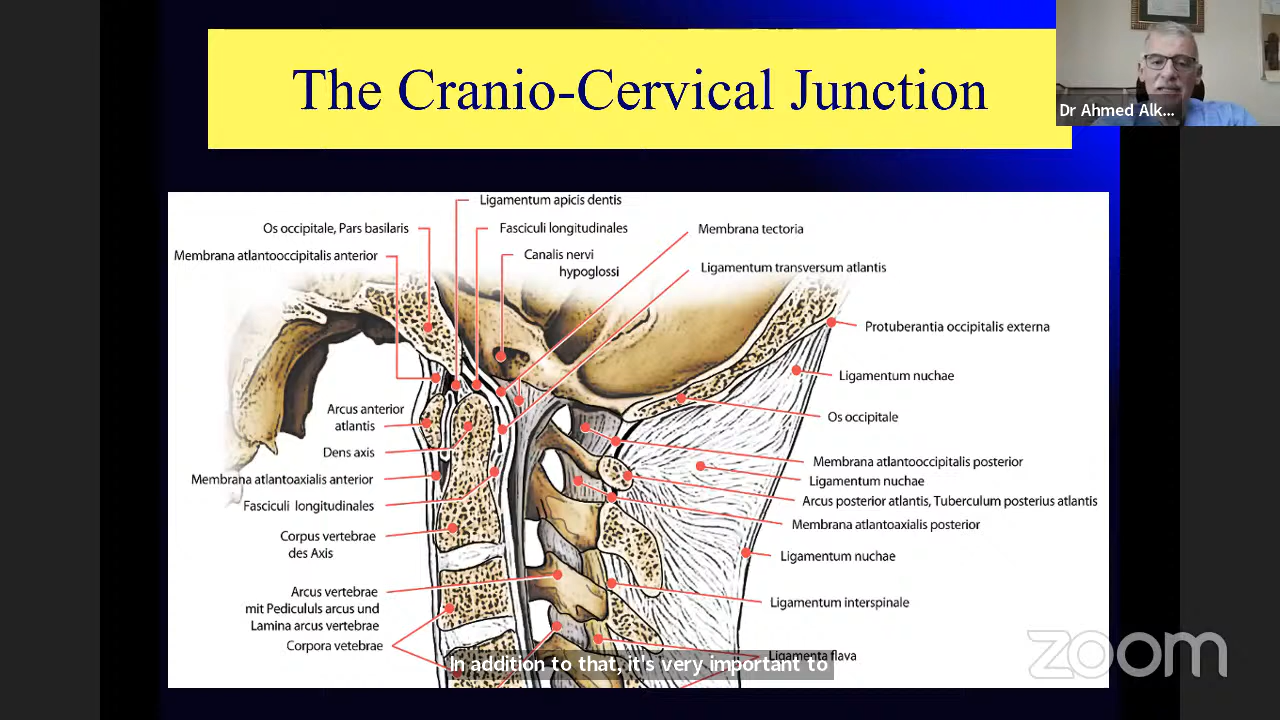 The Cranio-Cervical Junction
Dr Ahmed Alk...
Ligamentum apicis dentis
Os occipitale, Pars basilaris
Fasciculi longitudinales
Membrana tectoria
Membrana atlantooccipitalis anterior
Canalis nervi
hypoglossi
Ligamentum transversum atlantis
Protuberantia occipitalis externa
Ligamentum nuchae
Arcus anterior
atlantis
Os occipitale
Dens axis
Membrana atlantooccipitalis posterior
Membrana atlantoaxialis anterior
Ligamentum nuchae
Arcus posterior atlantis, Tuberculum posterius atlantis
Fasciculi longitudinales
Membrana atlantoaxialis posterior
Corpus vertebrae
des Axis
Ligamentum nuchae
Arcus vertebrae
mit Pedicululs arcus und
Lamina arcus vertebrae
Ligamentum interspinale
Corpora vetebrae
Ligamenta flava
In addition to that, it's very important to
zoom